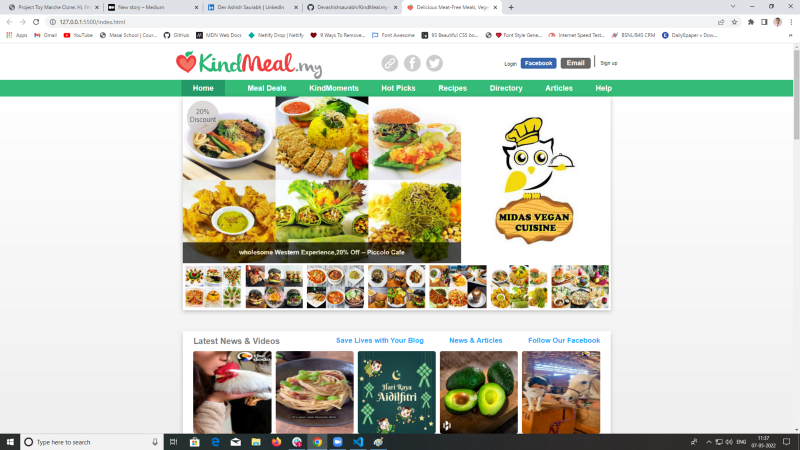 Project Toy Marche Clone. Hi, I'm
New story – Medium
Dev Ashish Saurabh | LinkedIn
Devashishsaurabh/KindMeal.my-
Delicious Meat-Free Meals, Vega
127.0.0.1:5500/index.html
Apps
Gmail
YouTube
Masai School | Cour...
GitHub
MDN Web Docs
Netlify Drop | Netlify
9 Ways To Remove...
Font Awesome
93 Beautiful CSS bo...
Font Style Gene...
Internet Speed Test...
BSNL/MS CRM
DailyEpaper » Dow...
KindMeal.my
Login
Facebook
Email
Sign up
Home
Meal Deals
KindMoments
Hot Picks
Recipes
Directory
Articles
Help
20%
Discount
MIDAS VEGAN
CUISINE
wholesome Western Experience,20% Off -- Piccolo Cafe
Latest News & Videos
Save Lives with Your Blog
News & Articles
Follow Our Facebook
Hari Raya
Aidilfitri
Type here to search
ENG
11:37
07-05-2022